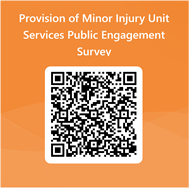 Provision of Minor Injury Unit
Services Public Engagement
Survey